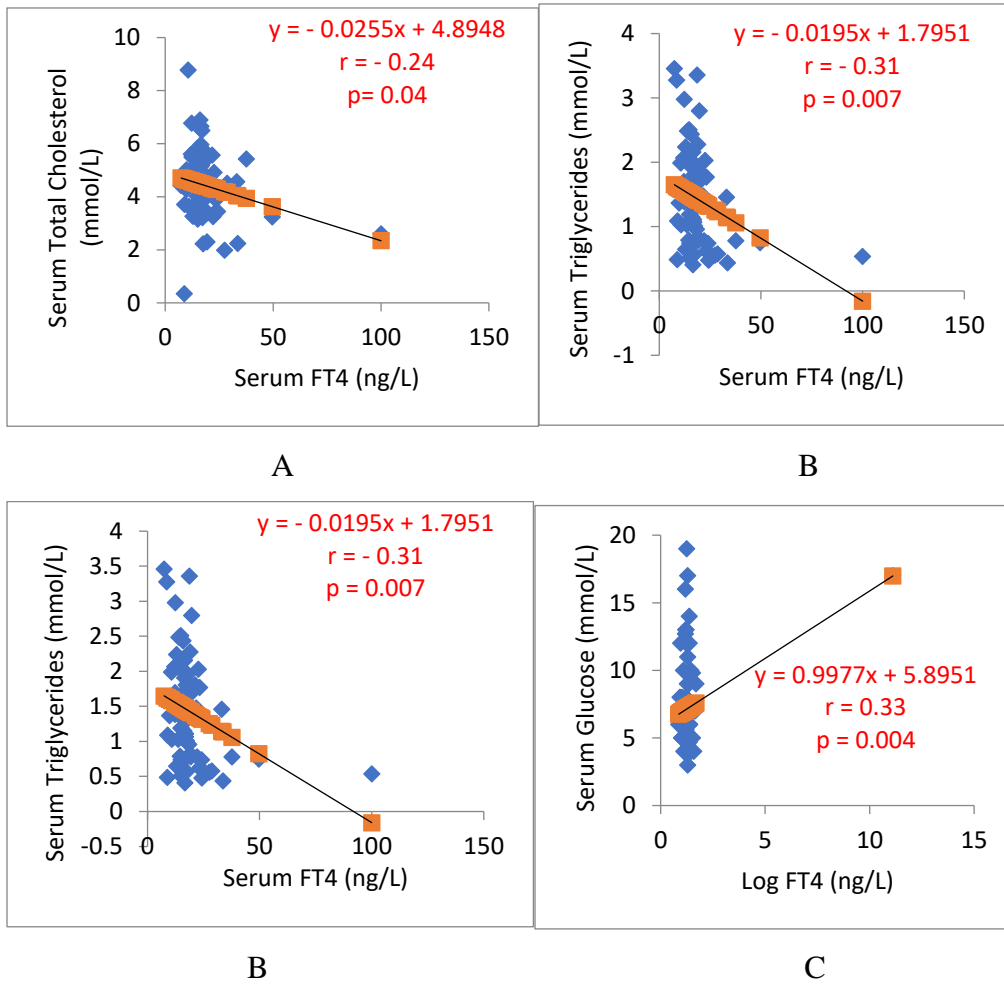 y = - 0.0255x + 4.8948
r = - 0.24
p= 0.04
Serum Total Cholesterol
(mmol/L)
10
8
6
4
2
0
0 50 100 150
Serum FT4 (ng/L)
A
y = - 0.0195x + 1.7951
r = - 0.31
p = 0.007
Serum Triglycerides (mmol/L)
4
3
2
1
0
-1
0 50 100 150
Serum FT4 (ng/L)
B
y = - 0.0195x + 1.7951
r = - 0.31
p = 0.007
Serum Triglycerides (mmol/L)
4
3.5
3
2.5
2
1.5
1
0.5
0
-0.5
0 50 100 150
Serum FT4 (ng/L)
B
Serum Glucose (mmol/L)
20
15
10
5
0
y = 0.9977x + 5.8951
r = 0.33
p = 0.004
0 5 10 15
Log FT4 (ng/L)
C